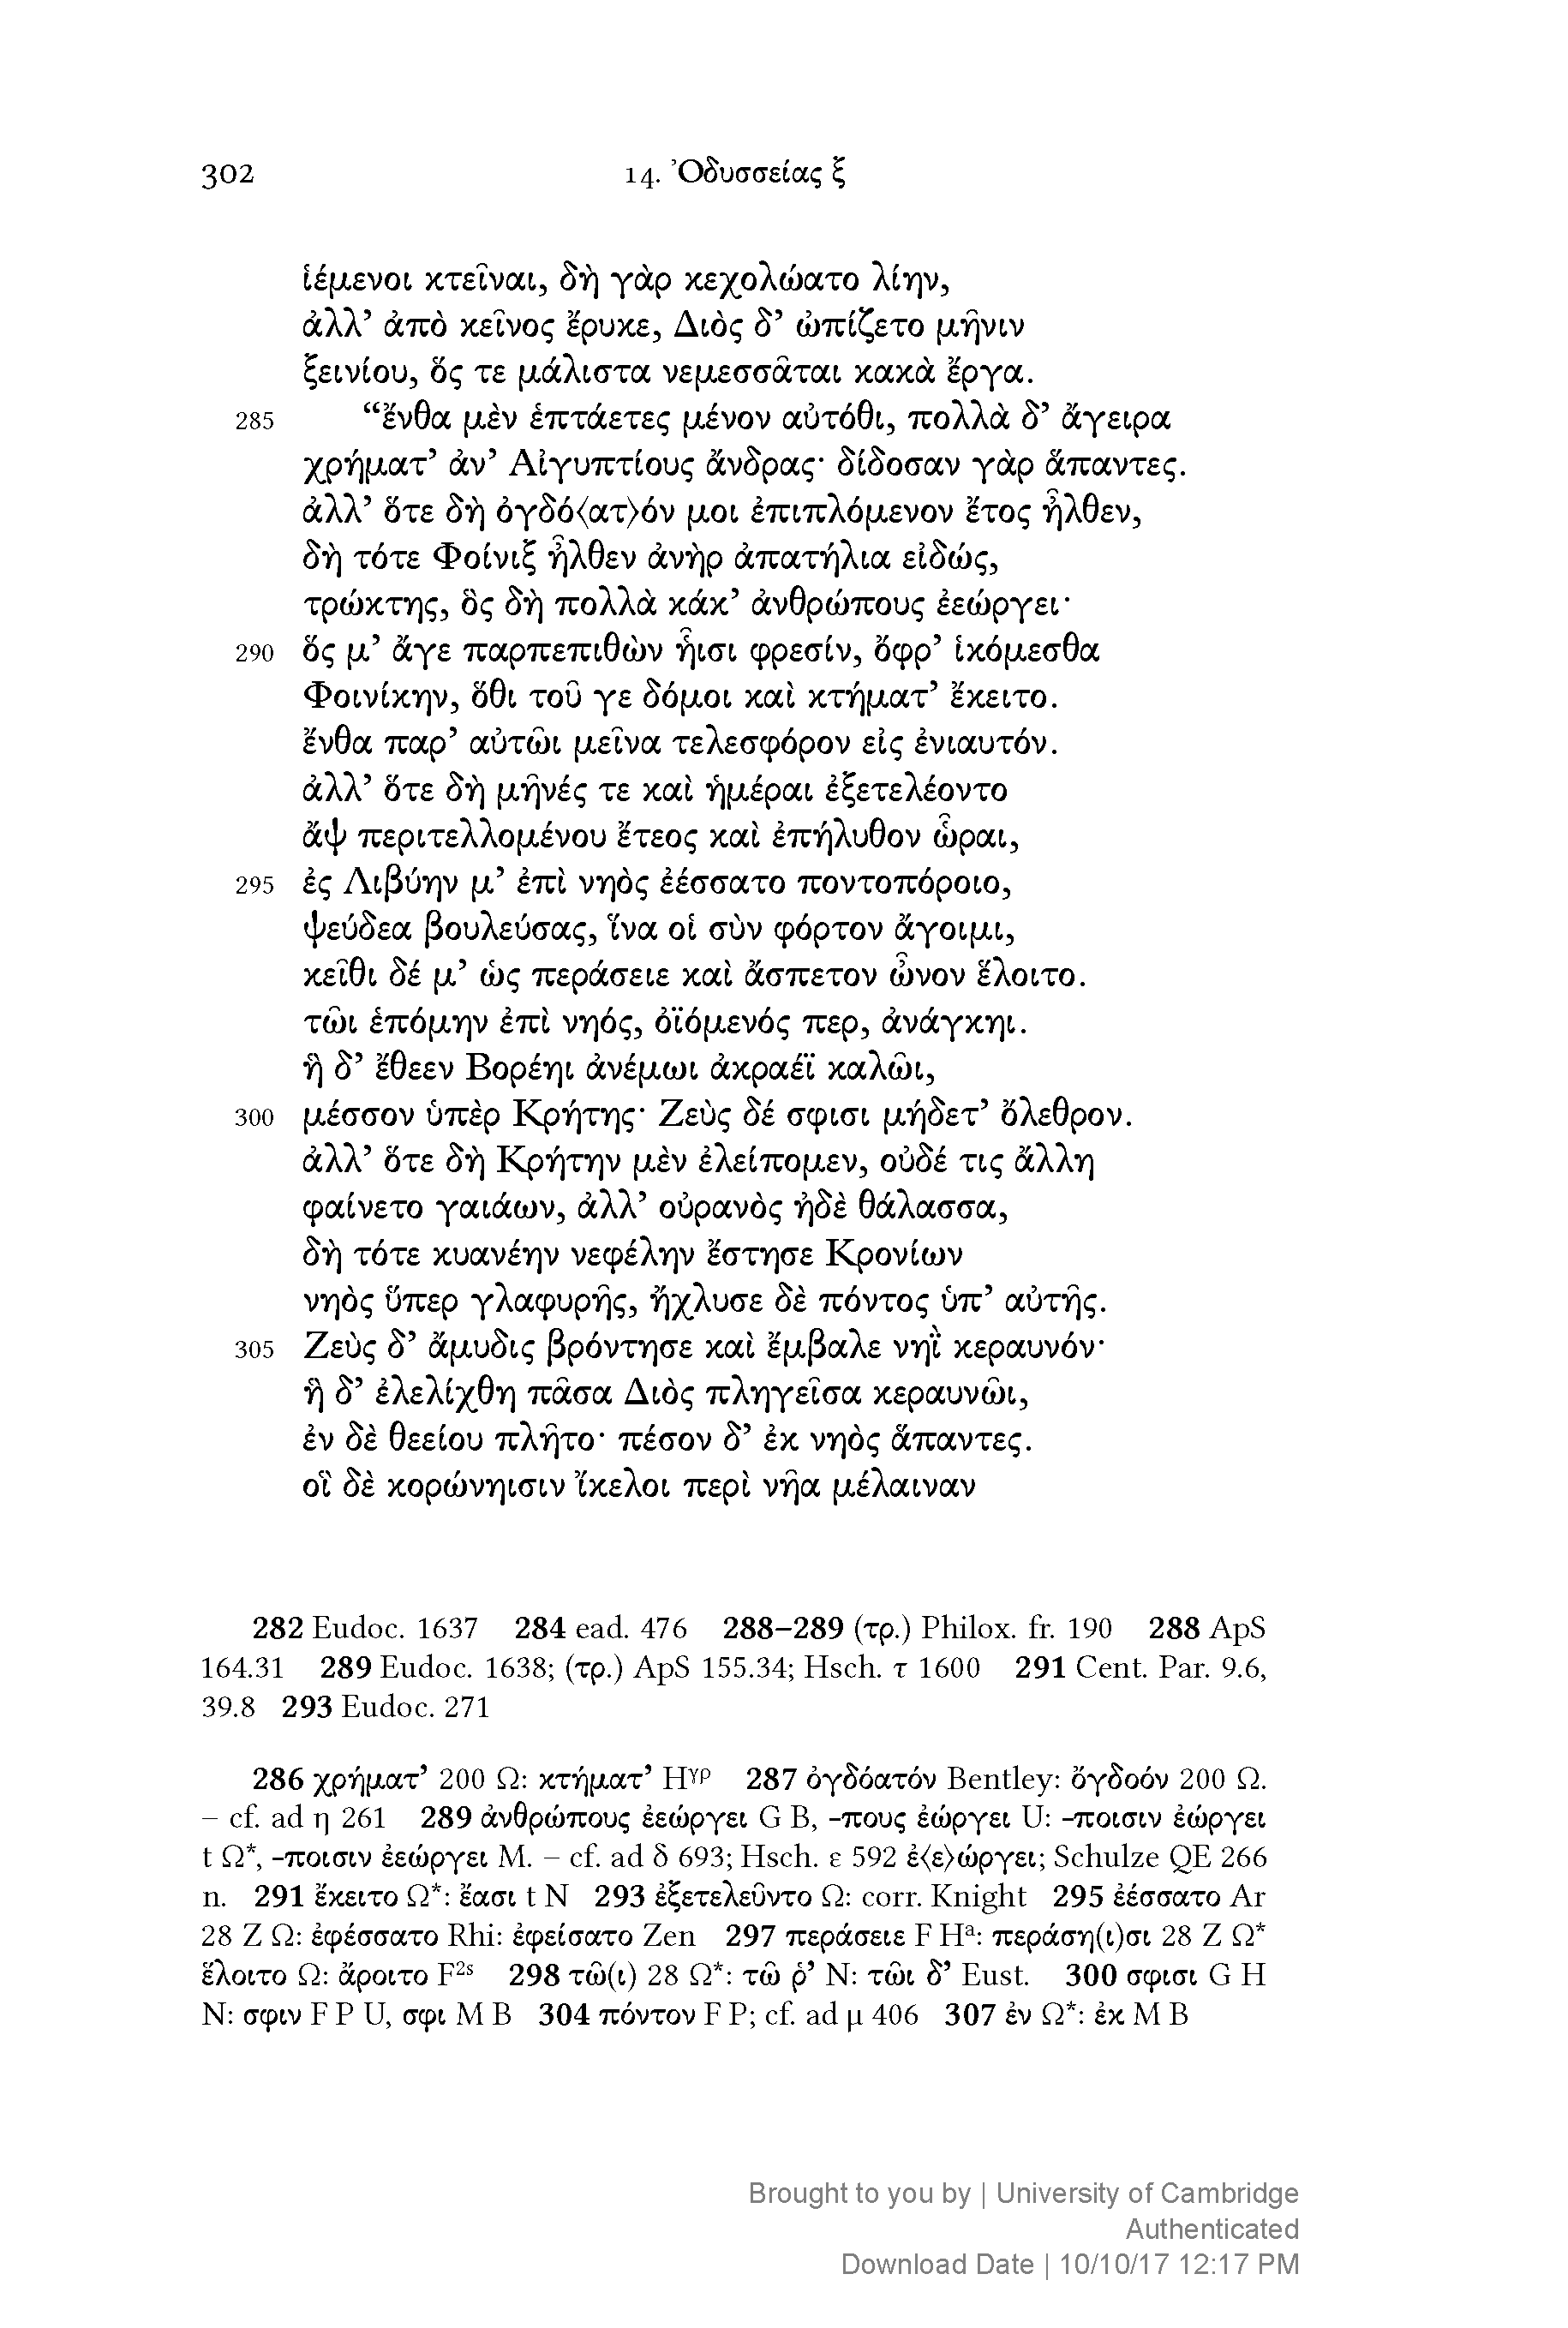 302 14. Ὀδυσσείας ξ
ἱέμενοι κτεῖναι, δὴ γὰρ κεχολώατο λίην,
ἀλλ’ ἀπὸ κεῖνος ἔρυκε, Διὸς δ’ ὠπίζετο μῆνιν
ξεινίου, ὅς τε μάλιστα νεμεσσᾶται κακὰ ἔργα.
285 “ἔνθα μὲν ἑπτάετες μένον αὐτόθι, πολλὰ δ’ ἄγειρα
χρήματ’ ἀν’ Αἰγυπτίους ἄνδρας· δίδοσαν γὰρ ἅπαντες.
ἀλλ’ ὅτε δὴ ὀγδό⟨ατ⟩όν μοι ἐπιπλόμενον ἔτος ἦλθεν,
δὴ τότε Φοίνιξ ἦλθεν ἀνὴρ ἀπατήλια εἰδώς,
τρώκτης, ὃς δὴ πολλὰ κάκ’ ἀνθρώπους ἐεώργει·
290 ὅς μ’ ἄγε παρπεπιθὼν ἧισι φρεσίν, ὄφρ’ ἱκόμεσθα
Φοινίκην, ὅθι τοῦ γε δόμοι καὶ κτήματ’ ἔκειτο.
ἔνθα παρ’ αὐτῶι μεῖνα τελεσφόρον εἰς ἐνιαυτόν.
ἀλλ’ ὅτε δὴ μῆνές τε καὶ ἡμέραι ἐξετελέοντο
ἂψ περιτελλομένου ἔτεος καὶ ἐπήλυθον ὧραι,
295 ἐς Λιβύην μ’ ἐπὶ νηὸς ἐέσσατο ποντοπόροιο,
ψεύδεα βουλεύσας, ἵνα οἱ σὺν φόρτον ἄγοιμι,
κεῖθι δέ μ’ ὡς περάσειε καὶ ἄσπετον ὦνον ἕλοιτο.
τῶι ἑπόμην ἐπὶ νηός, ὀϊόμενός περ, ἀνάγκηι.
ἣ δ’ ἔθεεν Βορέηι ἀνέμωι ἀκραέϊ καλῶι,
300 μέσσον ὑπὲρ Κρήτης· Ζεὺς δέ σφισι μήδετ’ ὄλεθρον.
ἀλλ’ ὅτε δὴ Κρήτην μὲν ἐλείπομεν, οὐδέ τις ἄλλη
φαίνετο γαιάων, ἀλλ’ οὐρανὸς ἠδὲ θάλασσα,
δὴ τότε κυανέην νεφέλην ἔστησε Κρονίων
νηὸς ὕπερ γλαφυρῆς, ἤχλυσε δὲ πόντος ὑπ’ αὐτῆς.
305 Ζεὺς δ’ ἄμυδις βρόντησε καὶ ἔμβαλε νηῒ κεραυνόν·
ἣ δ’ ἐλελίχθη πᾶσα Διὸς πληγεῖσα κεραυνῶι,
ἐν δὲ θεείου πλῆτο· πέσον δ’ ἐκ νηὸς ἅπαντες.
οἳ δὲ κορώνηισιν ἴκελοι περὶ νῆα μέλαιναν
282 Eudoc. 1637 284 ead. 476 288–289 (τρ.) Philox. fr. 190 288 ApS
164.31 289 Eudoc. 1638; (τρ.) ApS 155.34; Hsch. τ 1600 291 Cent. Par. 9.6,
39.8 293 Eudoc. 271
286 χρήματ’ 200 Ω: κτήματ’ Hγρ 287 ὀγδόατόν Bentley: ὄγδοόν 200 Ω.
– cf. ad η 261 289 ἀνθρώπους ἐεώργει G B, -πους ἐώργει U: -ποισιν ἐώργει
t Ω*, -ποισιν ἐεώργει M. – cf. ad δ 693; Hsch. ε 592 ἐ⟨ε⟩ώργει; Schulze QE 266
n. 291 ἔκειτο Ω*: ἔασι t N 293 ἐξετελεῦντο Ω: corr. Knight 295 ἐέσσατο Ar
28 Z Ω: ἐφέσσατο Rhi: ἐφείσατο Zen 297 περάσειε F Hª: περάση(ι)σι 28 Z Ω*
ἕλοιτο Ω: ἄροιτο F²ˢ 298 τῶ(ι) 28 Ω*: τῶ ῥ’ N: τῶι δ’ Eust. 300 σφισι G H
N: σφιν F P U, σφι M B 304 πόντον F P; cf. ad μ 406 307 ἐν Ω*: ἐκ M B
Brought to you by | University of Cambridge
Authenticated
Download Date | 10/10/17 12:17 PM